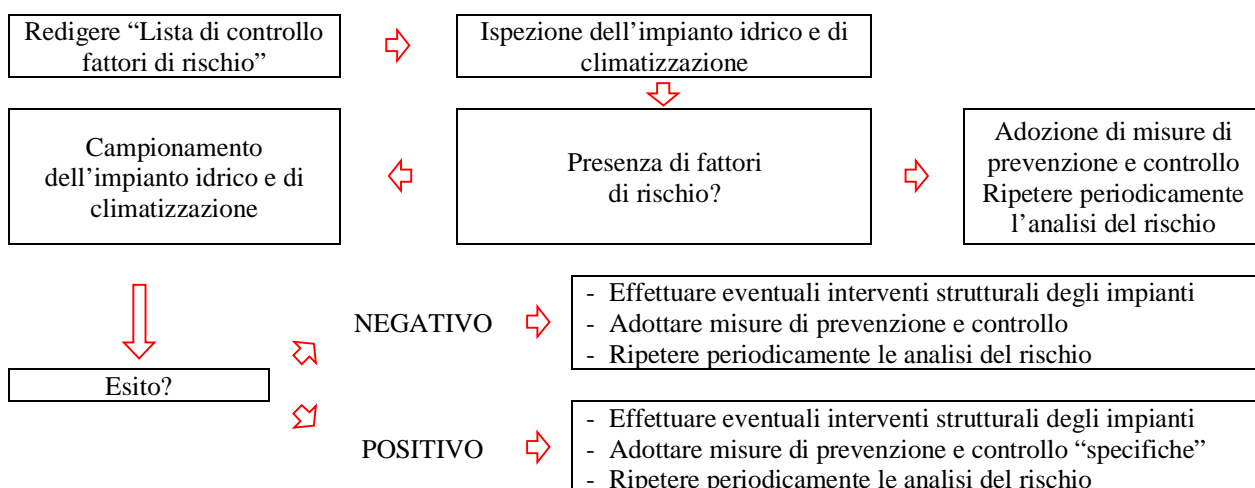 Redigere “Lista di controllo
fattori di rischio”
Ispezione dell’impianto idrico e di
climatizzazione
Campionamento
dell’impianto idrico e di
climatizzazione
Presenza di fattori
di rischio?
Adozione di misure di
prevenzione e controllo
Ripetere periodicamente
l’analisi del rischio
Esito?
NEGATIVO
- Effettuare eventuali interventi strutturali degli impianti
- Adottare misure di prevenzione e controllo
- Ripetere periodicamente le analisi del rischio
POSITIVO
- Effettuare eventuali interventi strutturali degli impianti
- Adottare misure di prevenzione e controllo “specifiche”
- Ripetere periodicamente le analisi del rischio